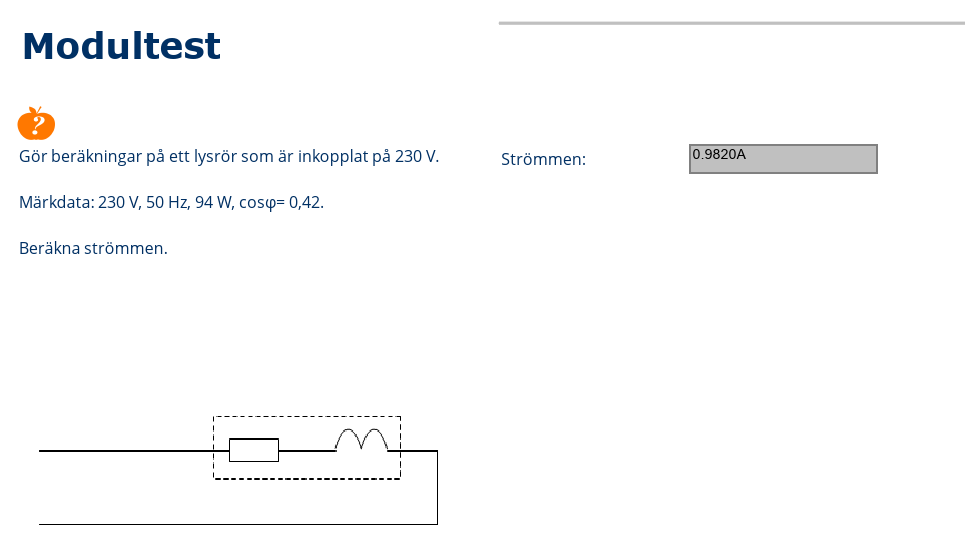 Modultest
?
Gör beräkningar på ett lysrör som är inkopplat på 230 V.
Strömmen:
0.9820A
Märkdata: 230 V, 50 Hz, 94 W, cosφ= 0,42.
Beräkna strömmen.